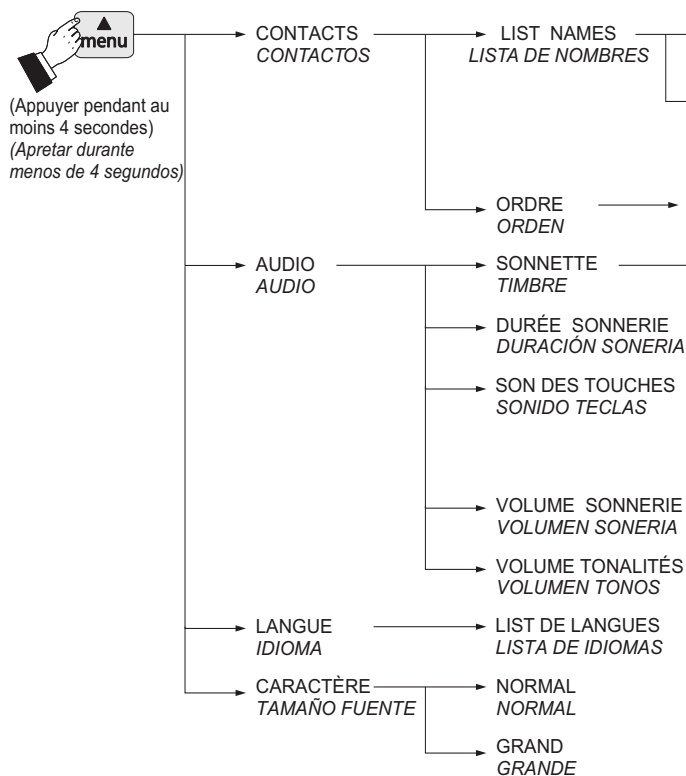 menu
(Appuyer pendant au
moins 4 secondes)
(Apretar durante
menos de 4 segundos)
CONTACTS
CONTACTOS
LIST NAMES
LISTA DE NOMBRES
ORDRE
ORDEN
AUDIO
AUDIO
SONNETTE
TIMBRE
DURÉE SONNERIE
DURACIÓN SONERIA
SON DES TOUCHES
SONIDO TECLAS
VOLUME SONNERIE
VOLUMEN SONERIA
VOLUME TONALITÉS
VOLUMEN TONOS
LANGUE
IDIOMA
LIST DE LANGUES
LISTA DE IDIOMAS
CARACTÈRE
TAMAÑO FUENTE
NORMAL
NORMAL
GRAND
GRANDE